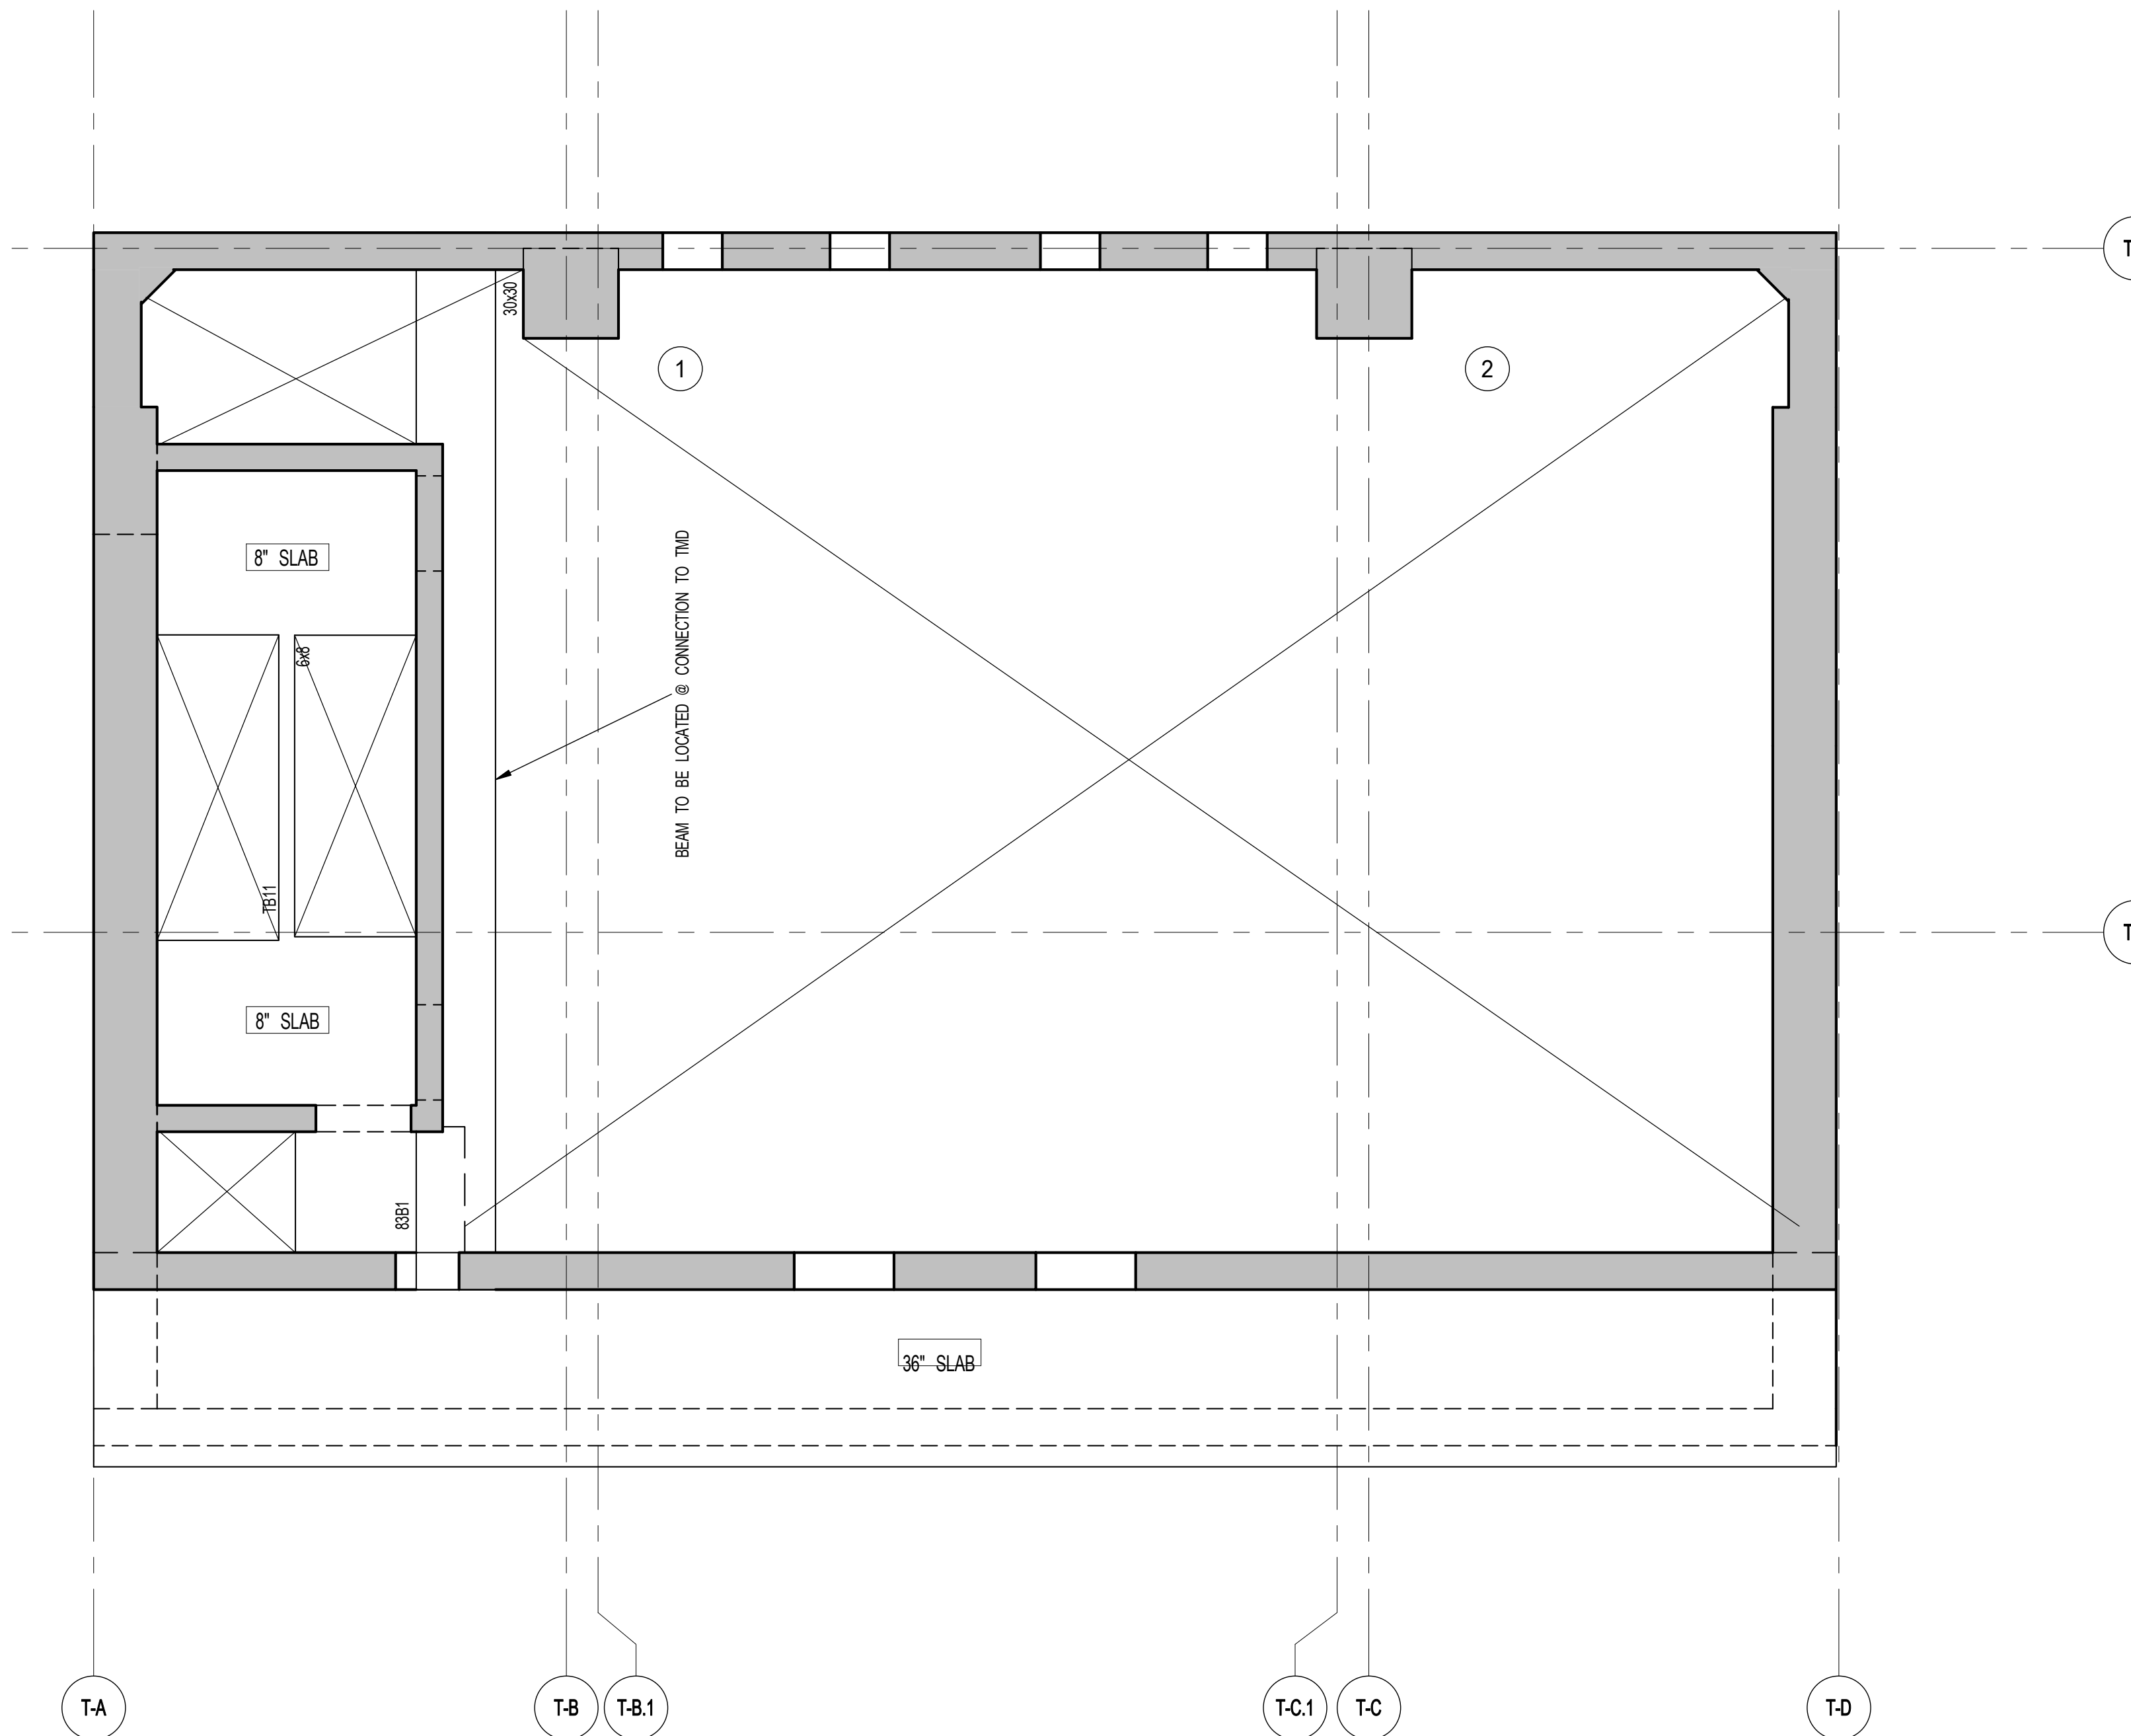 T
30x30
1
2
8" SLAB
6x8
BEAM TO BE LOCATED @ CONNECTION TO TMD
TB11
T
8" SLAB
83B1
36" SLAB
T-A
T-B
T-B.1
T-C.1
T-C
T-D